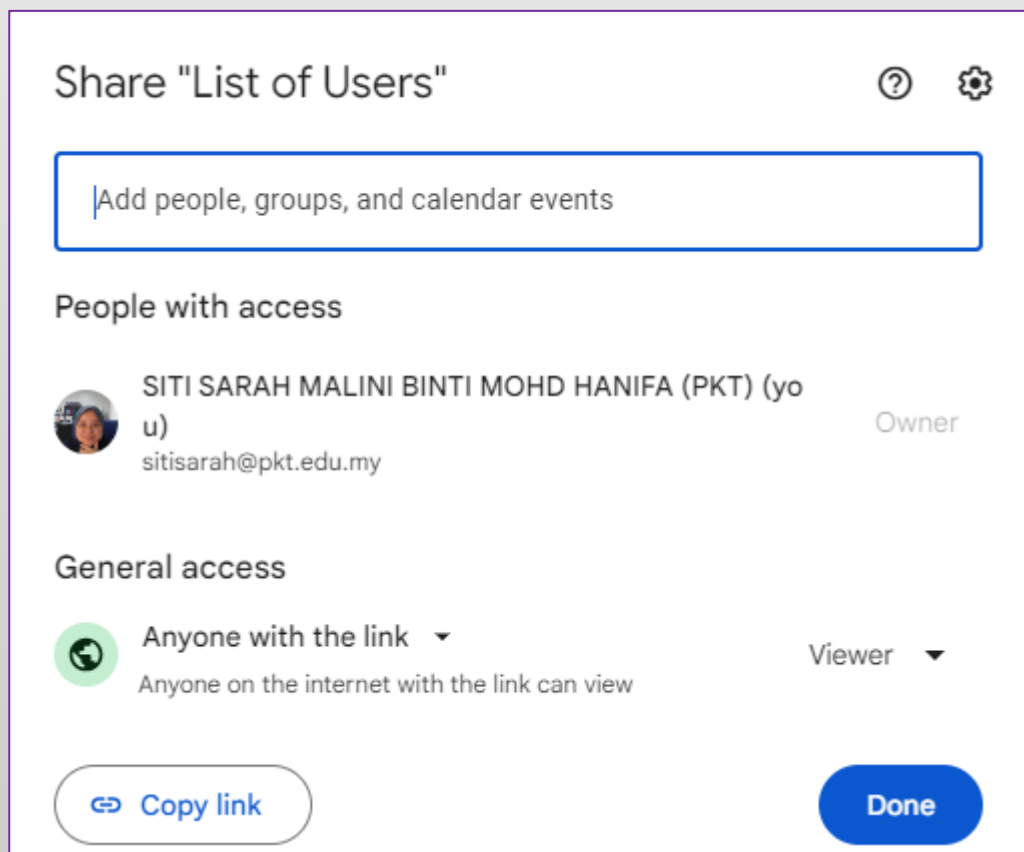 Share "List of Users"
Add people, groups, and calendar events
People with access
SITI SARAH MALINI BINTI MOHD HANIFA (PKT) (yo
u)
Owner
sitisarah@pkt.edu.my
General access
Anyone with the link
Viewer
Anyone on the internet with the link can view
Copy link
Done